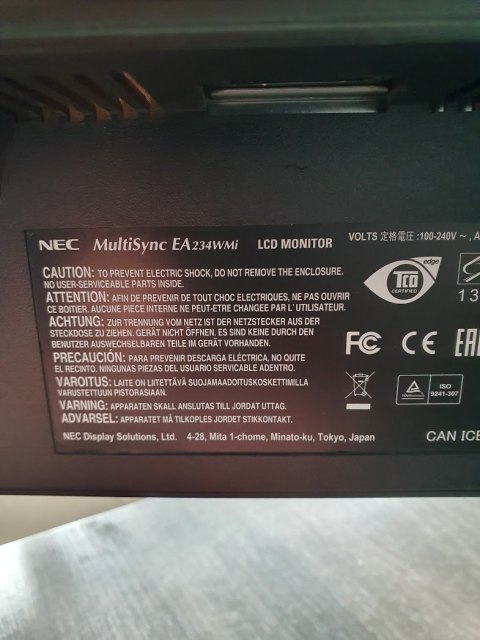 NEC MultiSync EA234WMi LCD MONITOR
VOLTS 定格電圧 :100-240V ~ , A
CAUTION: TO PREVENT ELECTRIC SHOCK, DO NOT REMOVE THE ENCLOSURE.
NO USER-SERVICEABLE PARTS INSIDE.
ATTENTION: AFIN DE PREVENIR DE TOUT CHOC ELECTRIQUES, NE PAS OUVRIR
CE BOITIER. AUCUNE PIECE INTERNE NE PEUT-ETRE CHANGEE PAR L' UTILISATEUR.
ACHTUNG: ZUR TRENNUNG VOM NETZ IST DER NETZSTECKER AUS DER
STECKDOSE ZU ZIEHEN. GERÄT NICHT ÖFFNEN. ES SIND KEINE DURCH DEN
BENUTZER AUSWECHSELBAREN TEILE IM GERÄT VORHANDEN.
PRECAUCIÓN: PARA PREVENIR DESCARGA ELÉCTRICA, NO QUITE
EL RECINTO. NINGUNAS PIEZAS DEL USUARIO SERVICABLE ADENTRO.
VAROITUS: LAITE ON LIITETTÄVÄ SUOJAMAADOITUSKOSKETTIMILLA
VARUSTETTUUN PISTORASIAAN.
VARNING: APPARATEN SKALL ANSLUTAS TILL JORDAT UTTAG.
ADVARSEL: APPARATET MÅ TILKOPLES JORDET STIKKONTAKT.
NEC Display Solutions, Ltd. 4-28, Mita 1-chome, Minato-ku, Tokyo, Japan
edge
TCO
CERTIFIED
13
FC CE EAC
TÜV
ISO
9241-307
CAN ICE